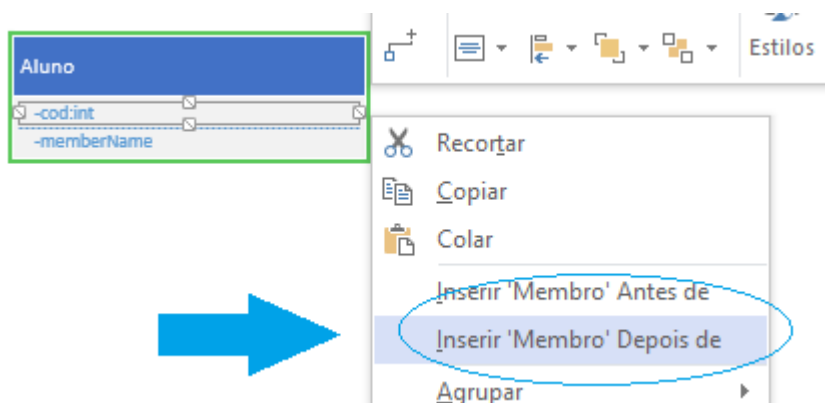 Aluno
-cod:int
-memberName
Estilos
Recortar
Copiar
Colar
Inserir 'Membro' Antes de
Inserir 'Membro' Depois de
Agrupar